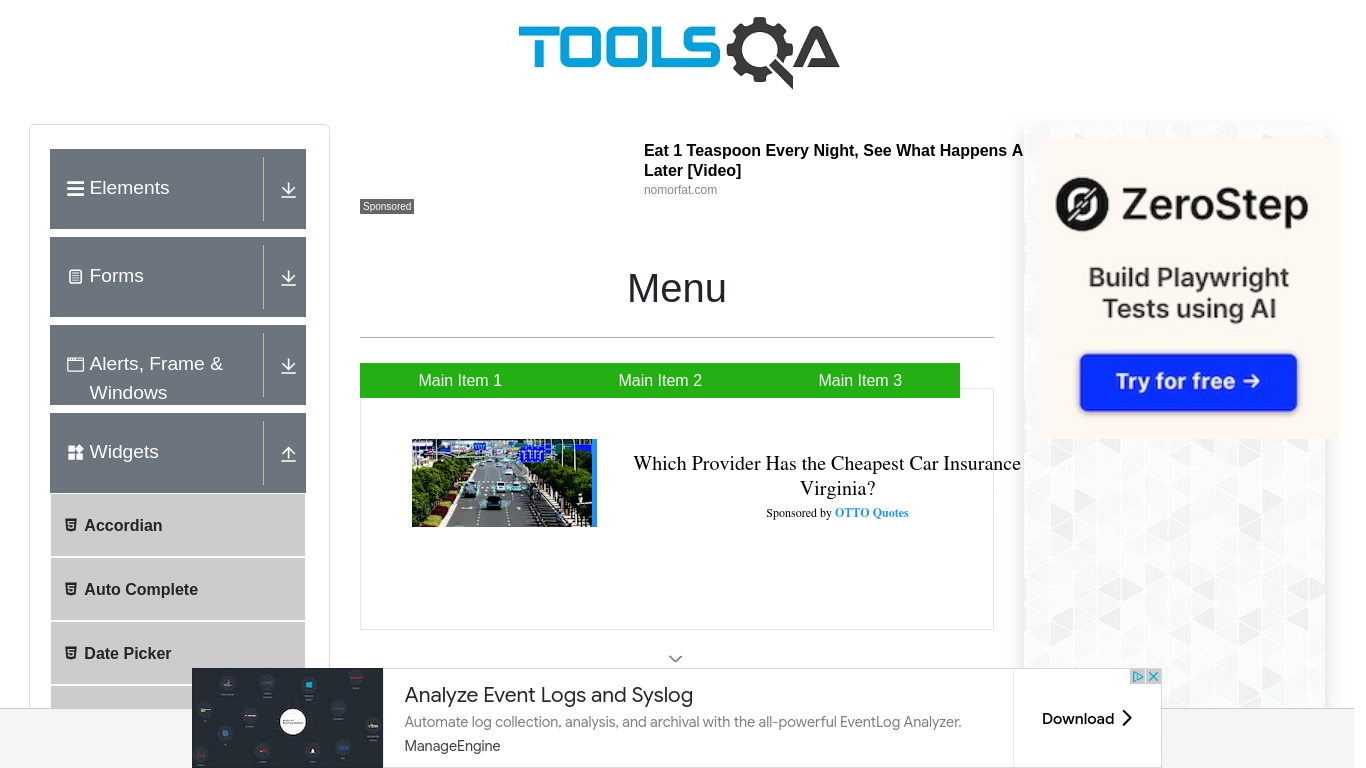 TOOLSQA
Elements
Forms
Alerts, Frame &
Windows
Widgets
Accordian
Auto Complete
Date Picker
Eat 1 Teaspoon Every Night, See What Happens A
Later [Video]
nomorfat.com
Sponsored
Menu
Main Item 1
Main Item 2
Main Item 3
Which Provider Has the Cheapest Car Insurance
Virginia?
Sponsored by OTTO Quotes
ZeroStep
Build Playwright
Tests using AI
Try for free →
Analyze Event Logs and Syslog
Automate log collection, analysis, and archival with the all-powerful EventLog Analyzer.
ManageEngine
Download